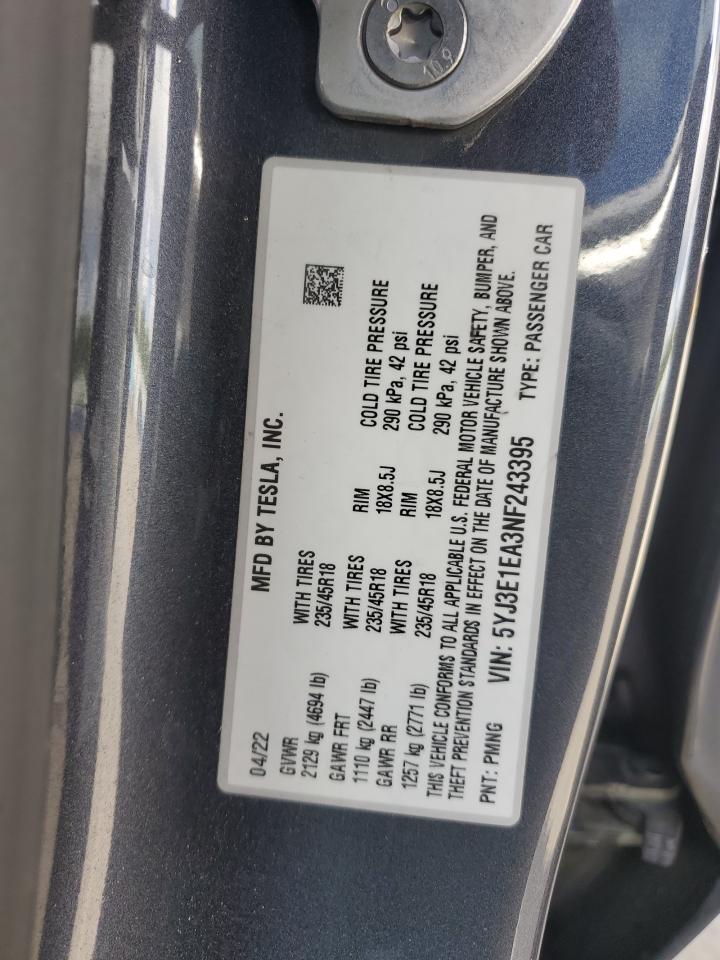 10.9
04/22 MFD BY TESLA, INC.
GVWR WITH TIRES
2129 kg (4694 lb) 235/45R18
GAWR FRT WITH TIRES RIM COLD TIRE PRESSURE
1110 kg (2447 lb) 235/45R18 18X8.5J 290 kPa, 42 psi
GAWR RR WITH TIRES RIM COLD TIRE PRESSURE
1257 kg (2771 lb) 235/45R18 18X8.5J 290 kPa, 42 psi
THIS VEHICLE CONFORMS TO ALL APPLICABLE U.S. FEDERAL MOTOR VEHICLE SAFETY, BUMPER, AND
THEFT PREVENTION STANDARDS IN EFFECT ON THE DATE OF MANUFACTURE SHOWN ABOVE.
PNT: PMNG VIN: 5YJ3E1EA3NF243395 TYPE: PASSENGER CAR